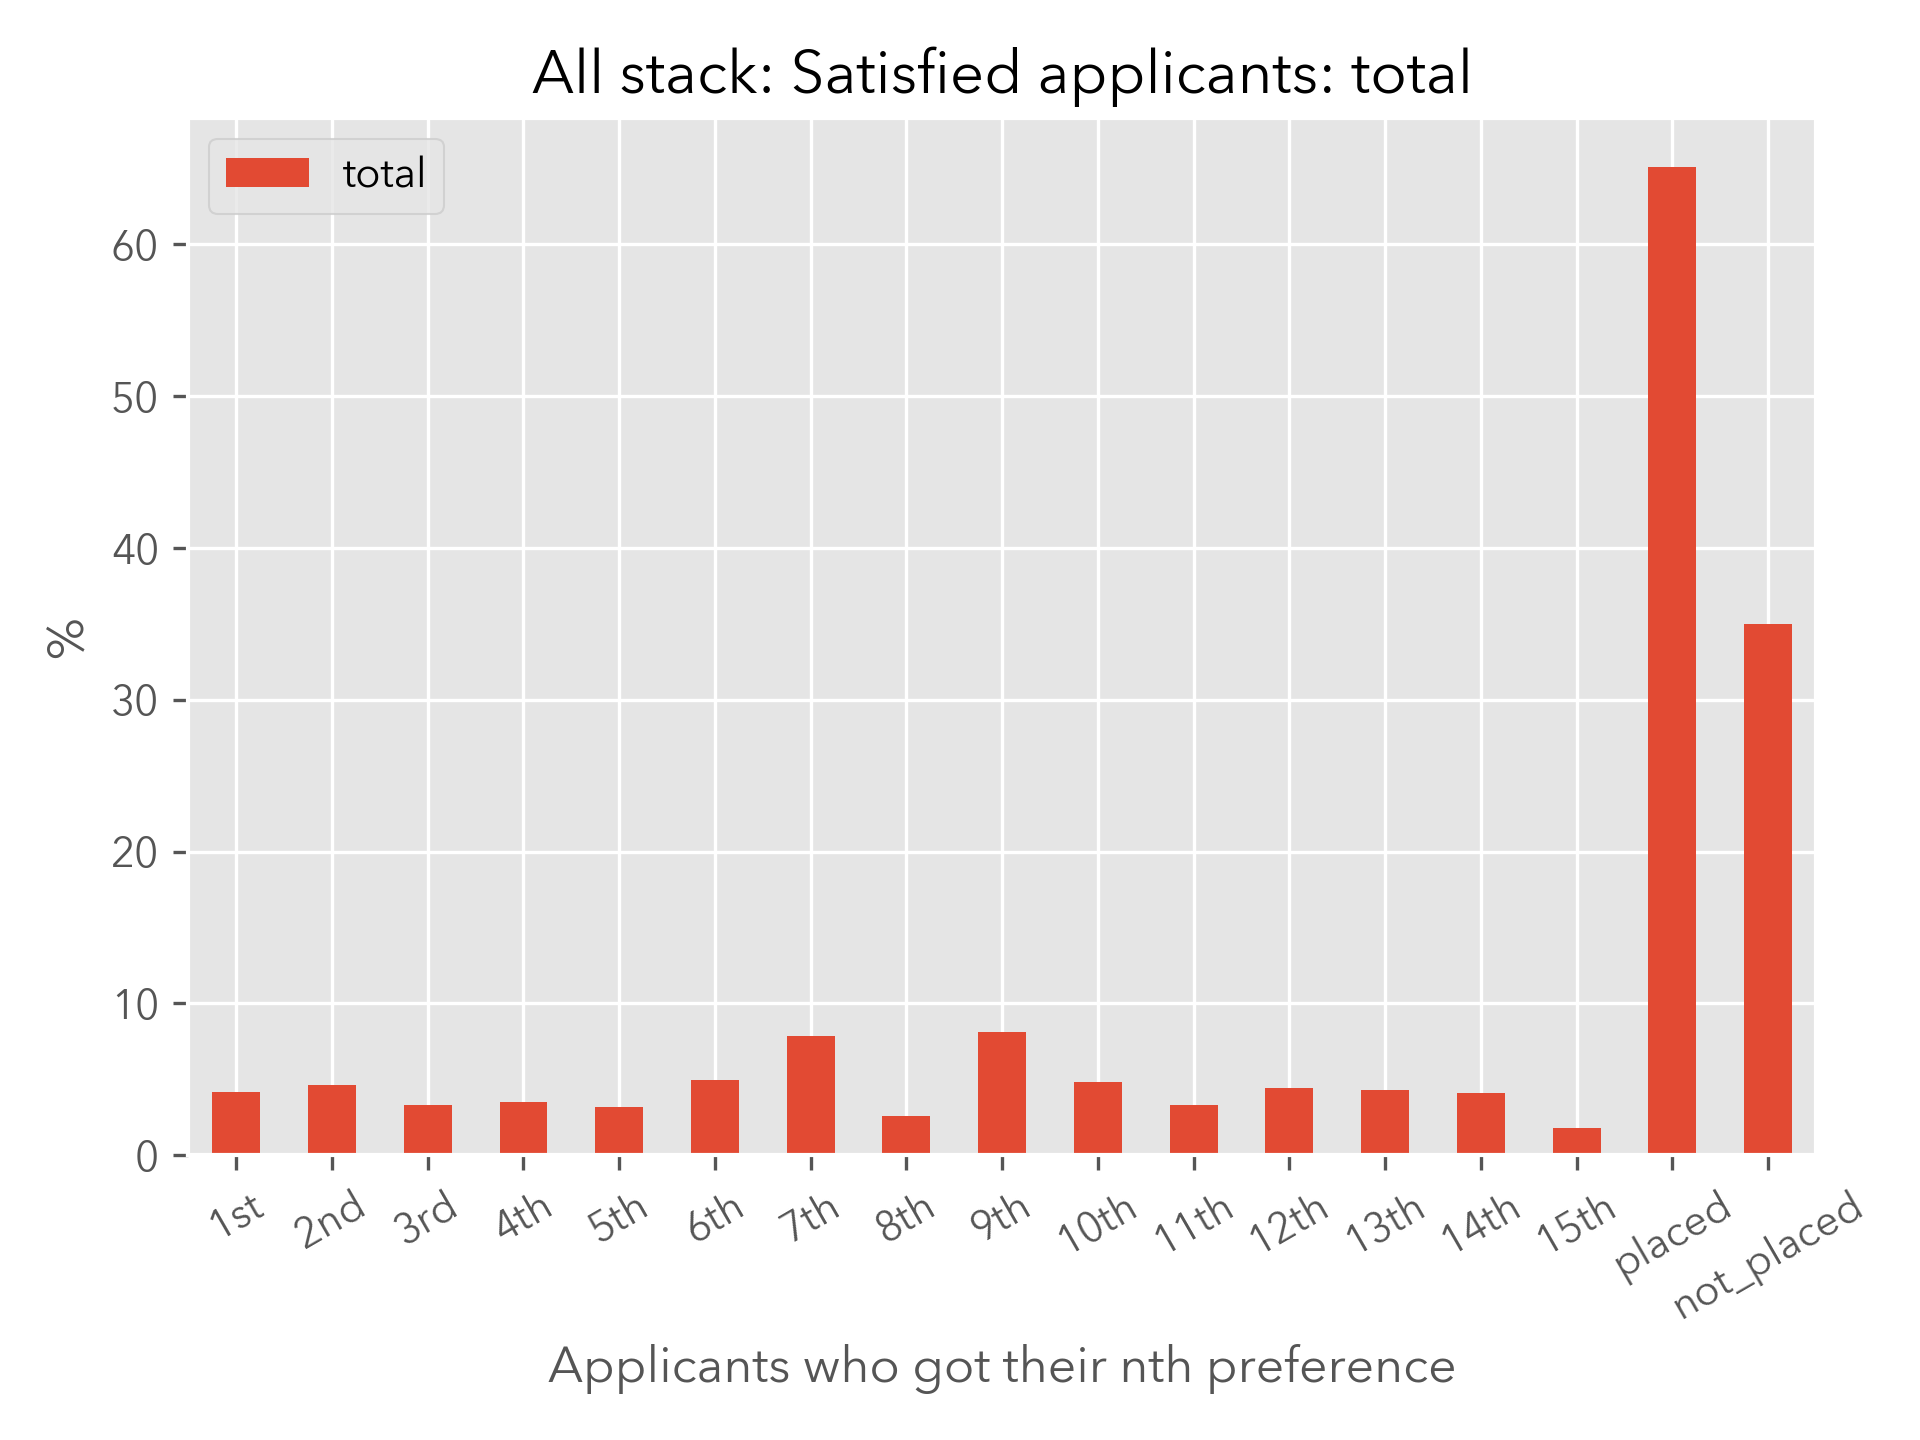 All stack: Satisfied applicants: total
total
60
50
40
30
20
10
0
%
1st
2nd
3rd
4th
5th
6th
7th
8th
9th
10th
11th
12th
13th
14th
15th
placed
not_placed
Applicants who got their nth preference